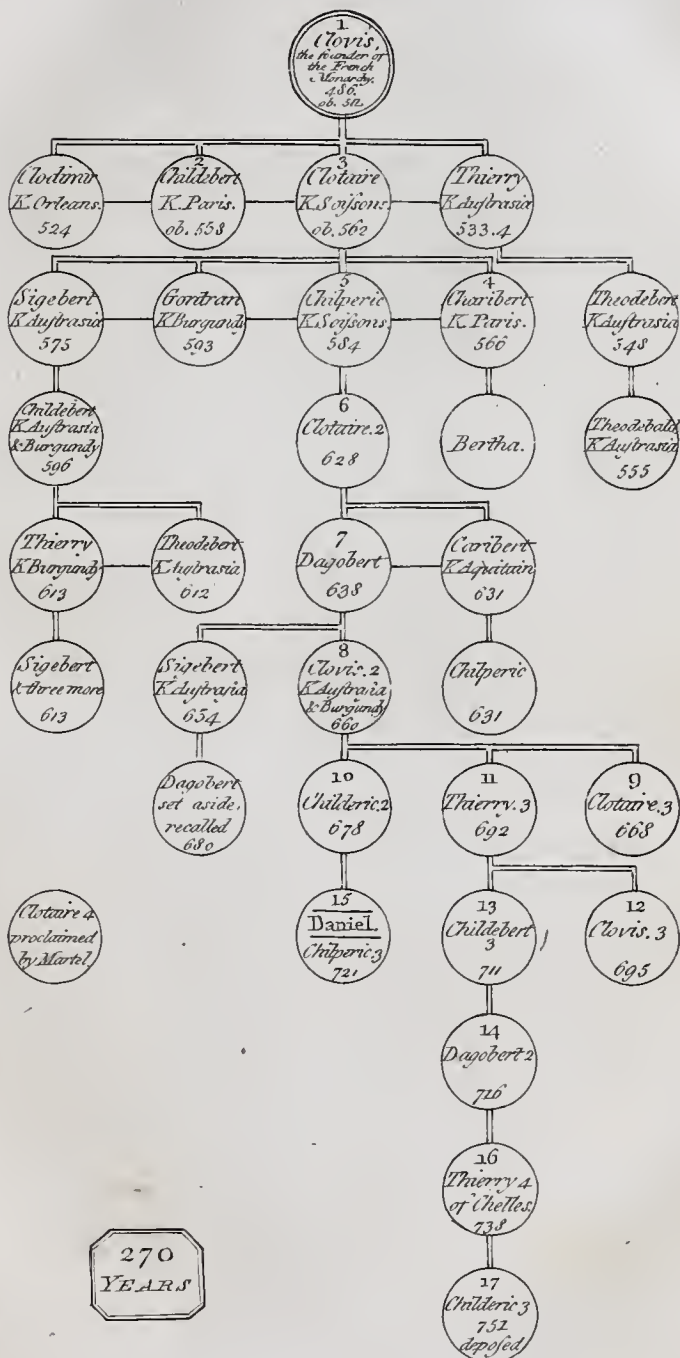 1
Clovis,
the founder of
the French
Monarchy.
486.
ob. 511
Clodimir
K. Orleans.
524
2
Childebert
K. Paris.
ob. 558
3
Clotaire
K. Soiſsons.
ob. 562
Thierry
K. Auſtrasia
533.4
Sigebert
K. Auſtrasia
575
Gontran
K. Burgundy
593
5
Chilperic
K. Soiſsons.
584
4
Charibert
K. Paris.
566
Theodebert
K. Auſtrasia
548
Childebert
K. Auſtrasia
& Burgundy
596
6
Clotaire. 2
628
Bertha.
Theodebald
K. Auſtrasia
555
Thierry
K. Burgundy
613
Theodebert
K. Auſtrasia
612
7
Dagobert
638
Caribert
K. Aquitain
631
Sigebert
& three more
613
Sigebert
K. Auſtrasia
654
8
Clovis. 2
K. Auſtrasia
& Burgundy
660
Chilperic
631
Dagobert
set aside,
recalled
680
10
Childeric. 2
678
11
Thierry. 3
692
9
Clotaire. 3
668
Clotaire 4
proclaimed
by Martel.
15
Daniel.
Chilperic 3
721
13
Childebert
3
711
12
Clovis. 3
695
14
Dagobert 2
716
16
Thierry 4
of Chelles.
738
270
YEARS
17
Childeric 3
751
depoſed